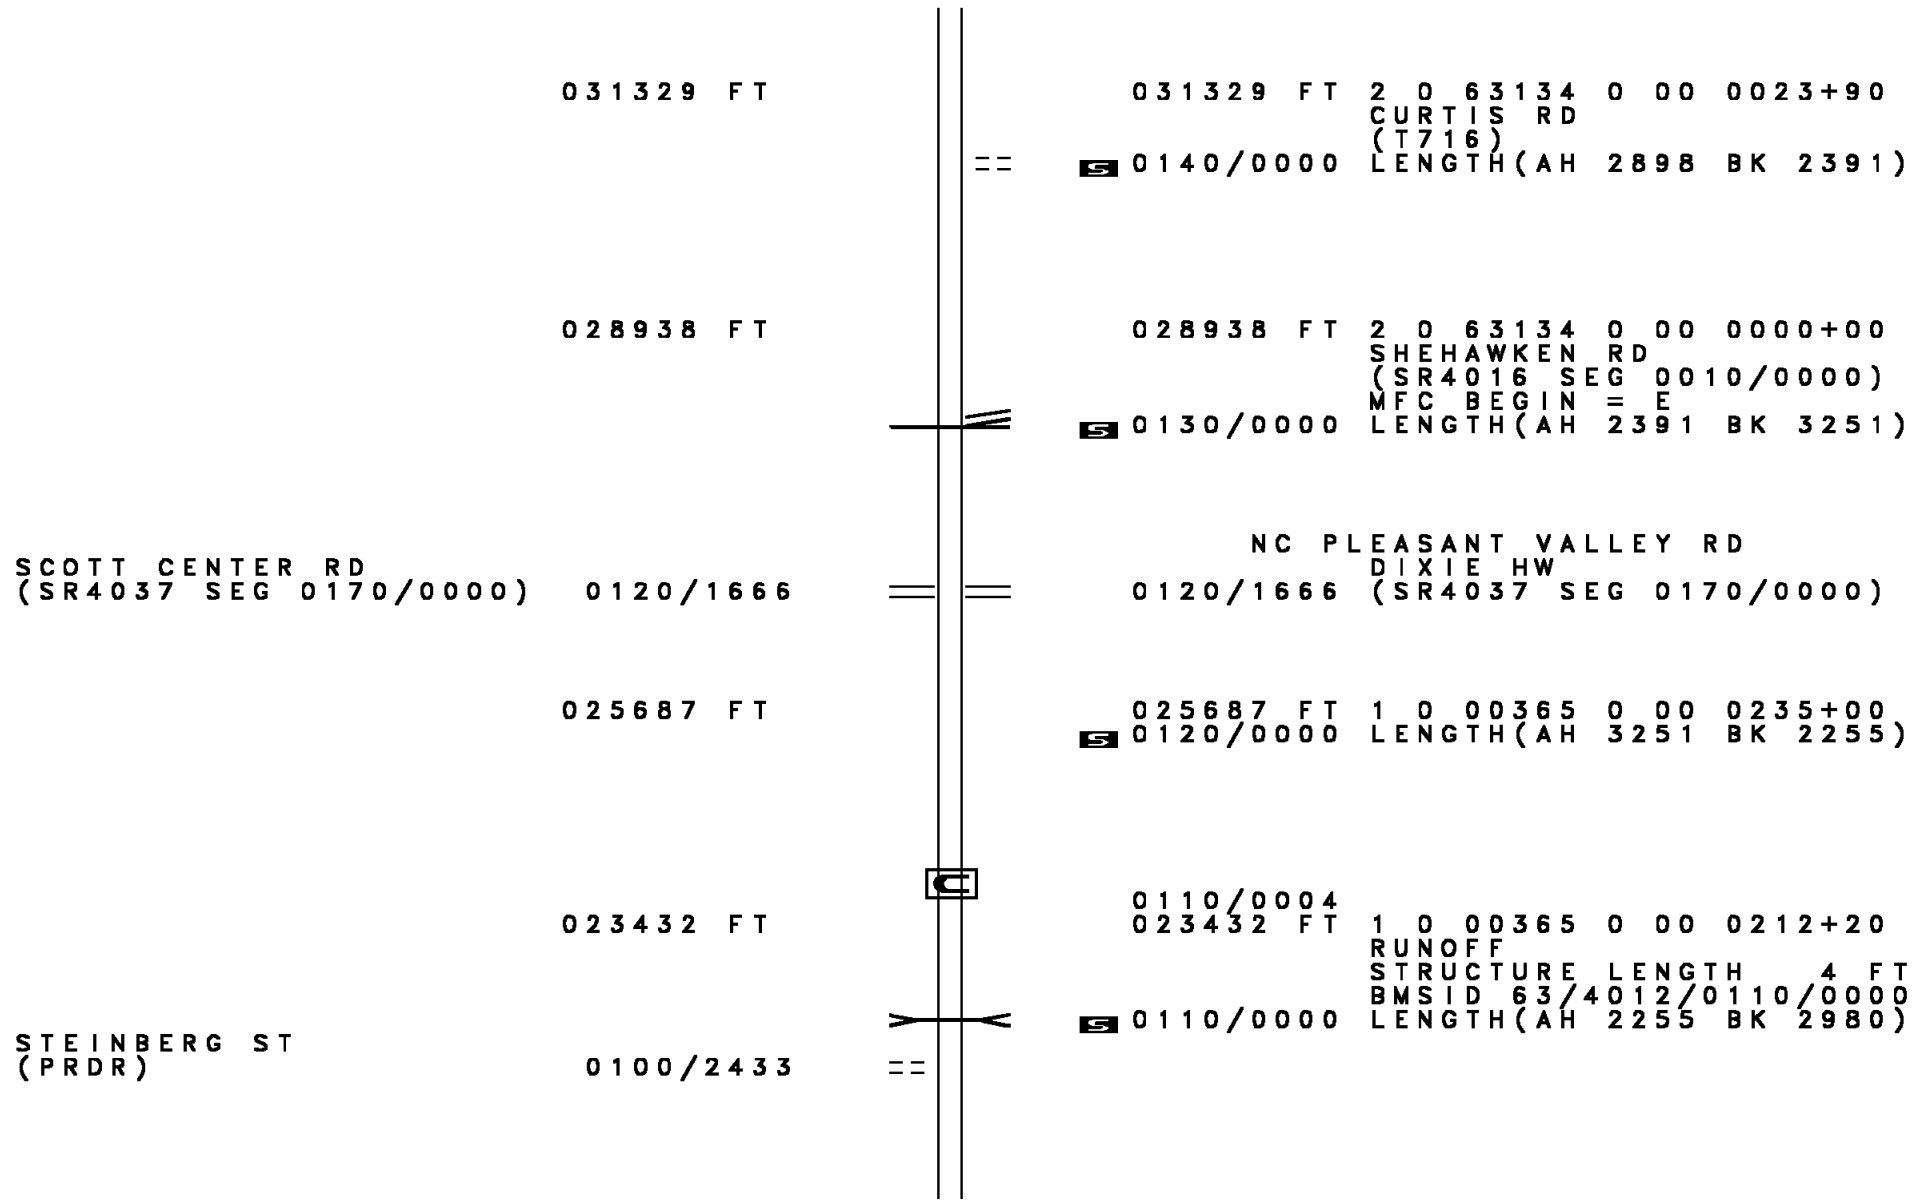 031329 FT 031329 FT 2 0 63134 0 00 0023+90
CURTIS RD
(T716)
S 0140/0000 LENGTH(AH 2898 BK 2391)
028938 FT 028938 FT 2 0 63134 0 00 0000+00
SHEHAWKEN RD
(SR4016 SEG 0010/0000)
MFC BEGIN = E
S 0130/0000 LENGTH(AH 2391 BK 3251)
NC PLEASANT VALLEY RD
SCOTT CENTER RD DIXIE HW
(SR4037 SEG 0170/0000) 0120/1666 0120/1666 (SR4037 SEG 0170/0000)
025687 FT 025687 FT 1 0 00365 0 00 0235+00
S 0120/0000 LENGTH(AH 3251 BK 2255)
0110/0004
023432 FT 023432 FT 1 0 00365 0 00 0212+20
RUNOFF
STRUCTURE LENGTH 4 FT
BMSID 63/4012/0110/0000
S 0110/0000 LENGTH(AH 2255 BK 2980)
STEINBERG ST
(PRDR) 0100/2433